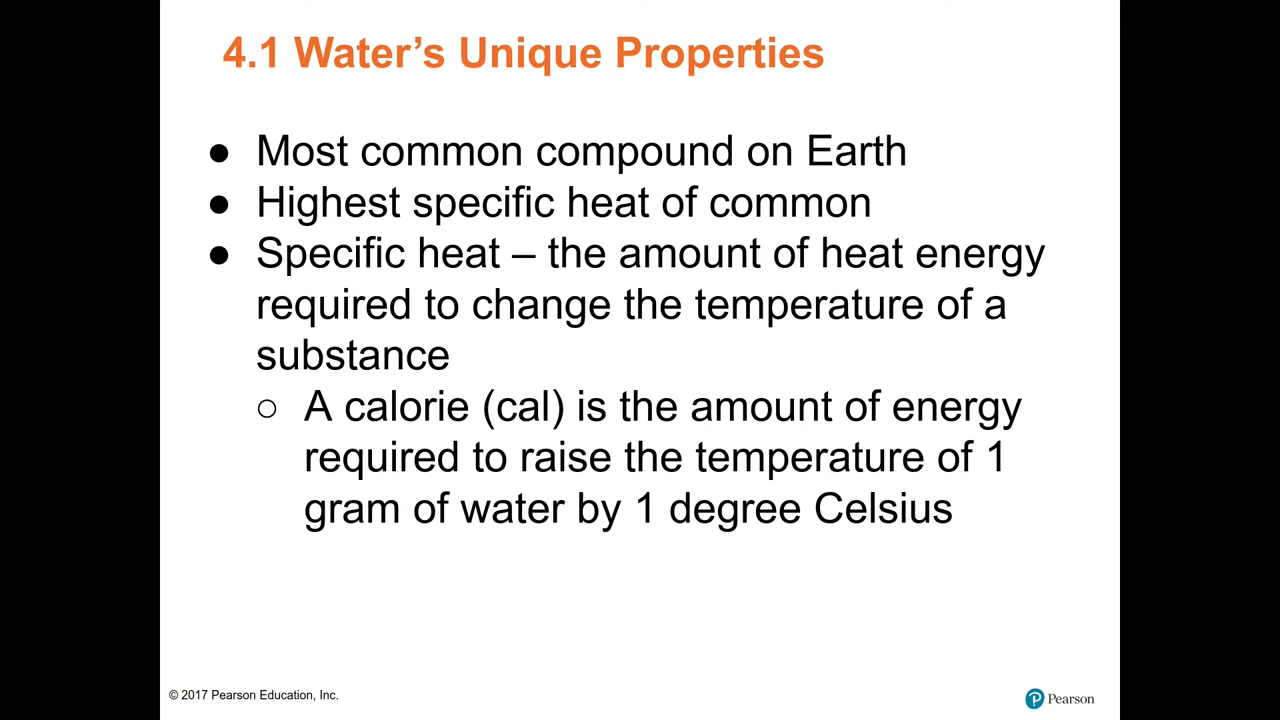 4.1 Water’s Unique Properties
● Most common compound on Earth
● Highest specific heat of common
● Specific heat – the amount of heat energy
required to change the temperature of a
substance
○ A calorie (cal) is the amount of energy
required to raise the temperature of 1
gram of water by 1 degree Celsius
© 2017 Pearson Education, Inc.
P Pearson